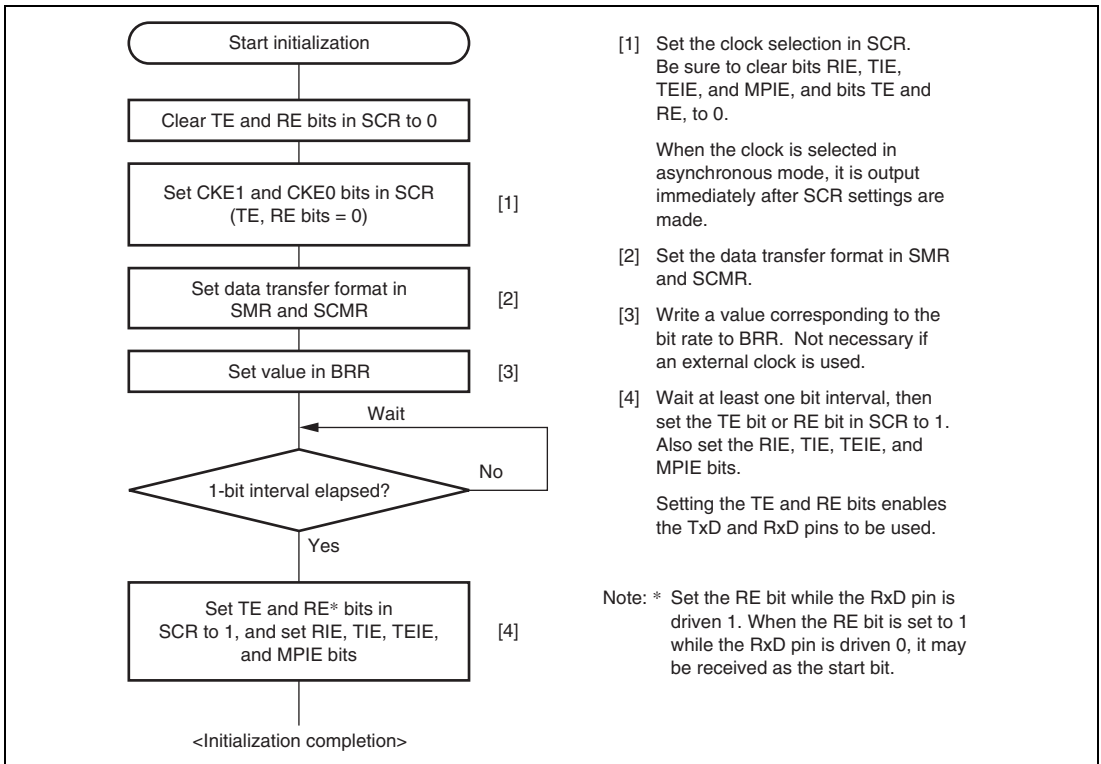 Start initialization
Clear TE and RE bits in SCR to 0
Set CKE1 and CKE0 bits in SCR
(TE, RE bits = 0)
[1]
Set data transfer format in
SMR and SCMR
[2]
Set value in BRR
[3]
Wait
1-bit interval elapsed?
No
Yes
Set TE and RE* bits in
SCR to 1, and set RIE, TIE, TEIE,
and MPIE bits
[4]
<Initialization completion>
[1] Set the clock selection in SCR.
Be sure to clear bits RIE, TIE,
TEIE, and MPIE, and bits TE and
RE, to 0.
When the clock is selected in
asynchronous mode, it is output
immediately after SCR settings are
made.
[2] Set the data transfer format in SMR
and SCMR.
[3] Write a value corresponding to the
bit rate to BRR. Not necessary if
an external clock is used.
[4] Wait at least one bit interval, then
set the TE bit or RE bit in SCR to 1.
Also set the RIE, TIE, TEIE, and
MPIE bits.
Setting the TE and RE bits enables
the TxD and RxD pins to be used.
Note: * Set the RE bit while the RxD pin is
driven 1. When the RE bit is set to 1
while the RxD pin is driven 0, it may
be received as the start bit.